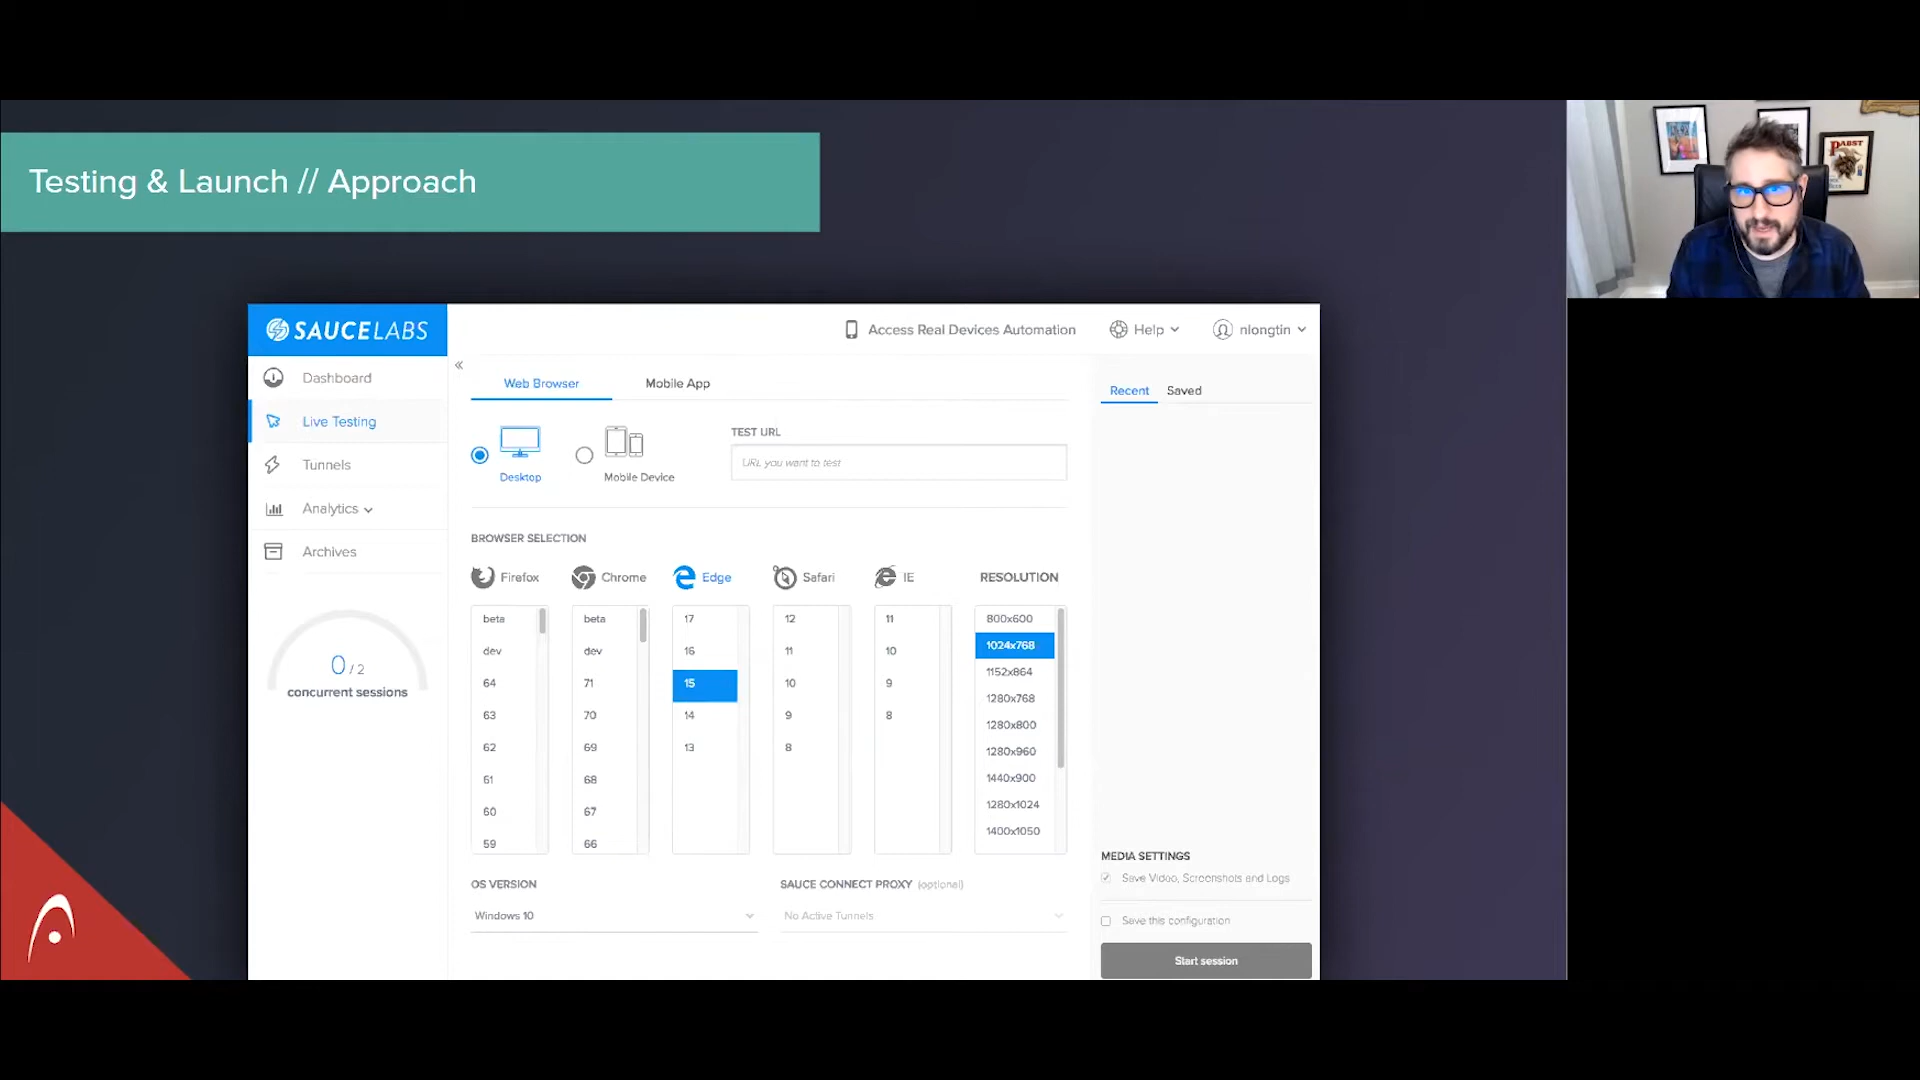 Testing & Launch // Approach
PABST
SAUCELABS
Access Real Devices Automation
Help
nlongtin
Dashboard
Live Testing
Tunnels
Analytics
Archives
0 / 2
concurrent sessions
Web Browser
Mobile App
Desktop
Mobile Device
TEST URL
URL you want to test
BROWSER SELECTION
Firefox
Chrome
Edge
Safari
IE
RESOLUTION
beta
dev
64
63
62
61
60
59
beta
dev
71
70
69
68
67
66
17
16
15
14
13
12
11
10
9
8
11
10
9
8
800x600
1024x768
1152x864
1280x768
1280x800
1280x960
1440x900
1280x1024
1400x1050
OS VERSION
Windows 10
SAUCE CONNECT PROXY (optional)
No Active Tunnels
Recent
Saved
MEDIA SETTINGS
Save Video, Screenshots and Logs
Save this configuration
Start session